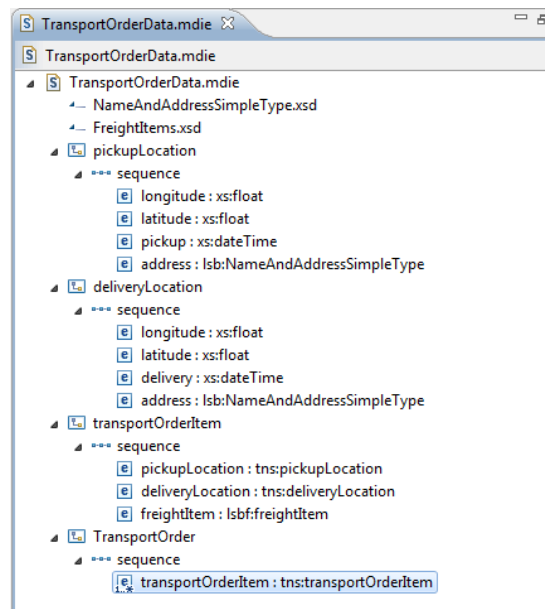 TransportOrderData.mdie
TransportOrderData.mdie
TransportOrderData.mdie
NameAndAddressSimpleType.xsd
FreightItems.xsd
pickupLocation
sequence
longitude : xs:float
latitude : xs:float
pickup : xs:dateTime
address : lsb:NameAndAddressSimpleType
deliveryLocation
sequence
longitude : xs:float
latitude : xs:float
delivery : xs:dateTime
address : lsb:NameAndAddressSimpleType
transportOrderItem
sequence
pickupLocation : tns:pickupLocation
deliveryLocation : tns:deliveryLocation
freightItem : lsbf:freightItem
TransportOrder
sequence
transportOrderItem : tns:transportOrderItem